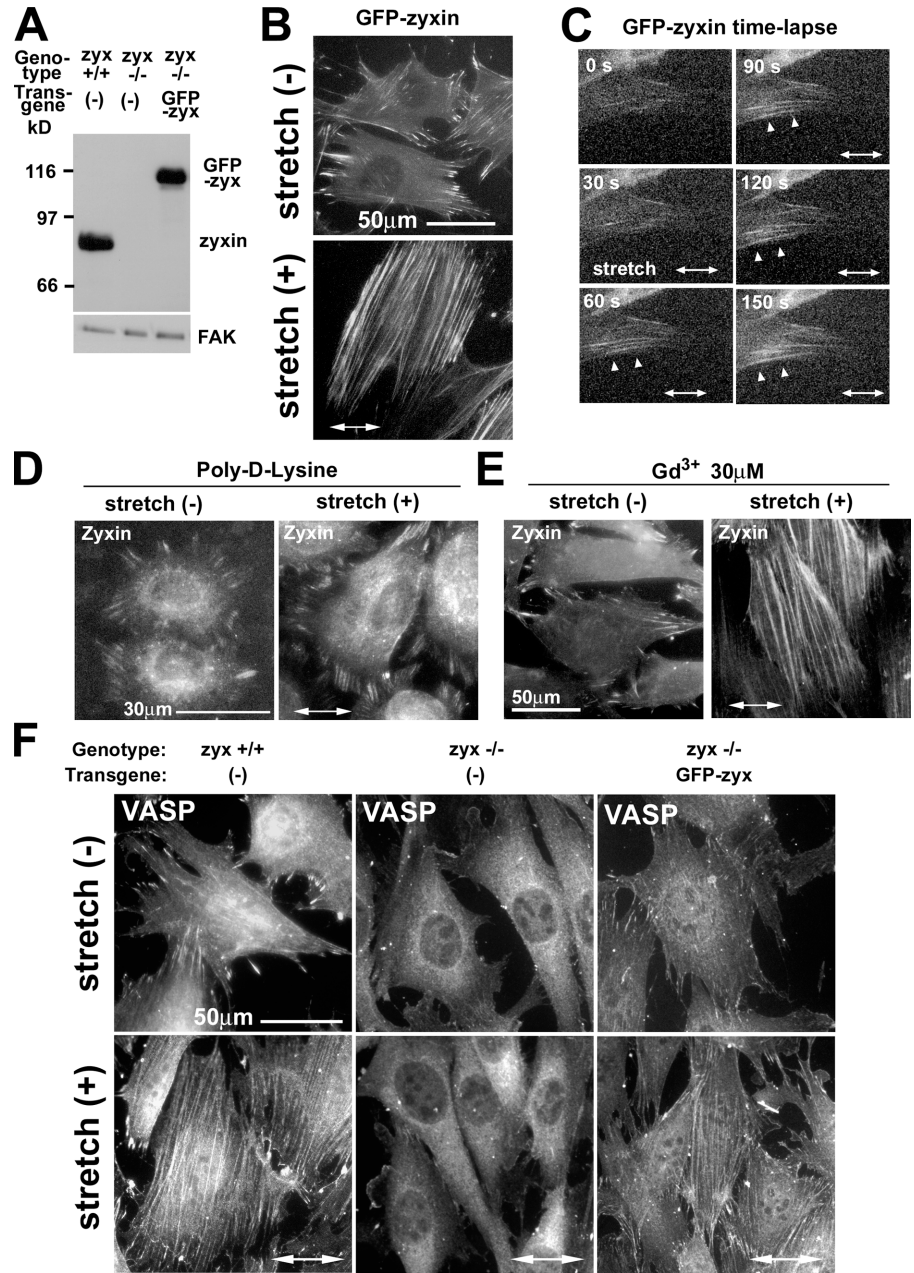 A
Geno-
type
zyx
+/+
zyx
-/-
zyx
-/-
Trans-
gene
(-)
(-)
GFP
-zyx
kD
116
97
66
GFP
-zyx
zyxin
FAK
B
GFP-zyxin
stretch (-)
50μm
stretch (+)
C
GFP-zyxin time-lapse
0 s
90 s
30 s
stretch
120 s
60 s
150 s
D
Poly-D-Lysine
stretch (-)
stretch (+)
Zyxin
Zyxin
30μm
E
Gd3+ 30μM
stretch (-)
stretch (+)
Zyxin
Zyxin
50μm
F
Genotype: zyx +/+ zyx -/- zyx -/-
Transgene: (-) (-) GFP-zyx
stretch (-)
VASP
VASP
VASP
50μm
stretch (+)